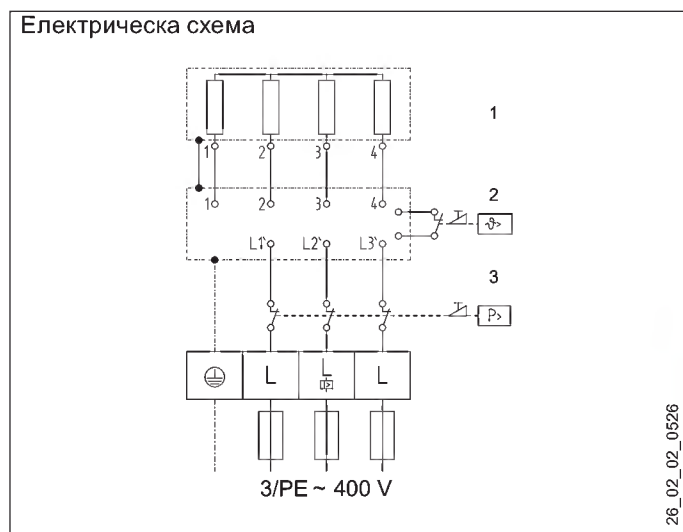 Електрическа схема
1
1 2 3 4
1 2 3 4
2
ϑ>
L1` L2` L3`
3
P>
L L L
3/PE ~ 400 V
26_02_02_0526